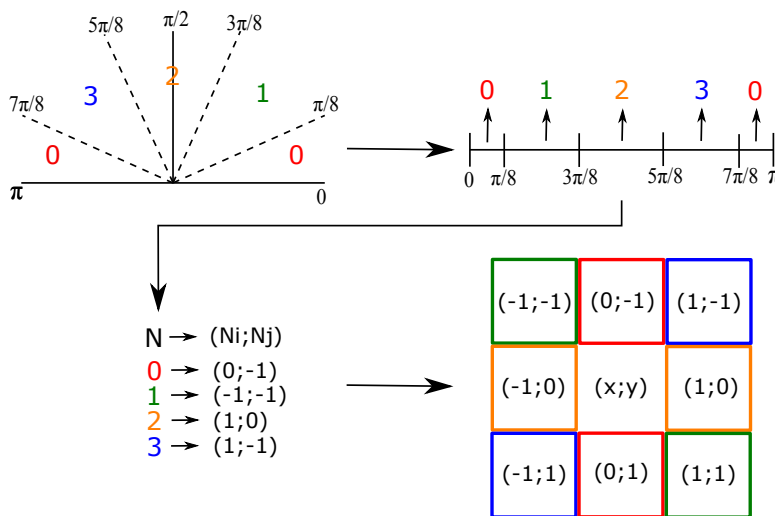 5π/8 π/2 3π/8
2
3 1
7π/8 π/8
0 0
π 0
0 1 2 3 0
0 π/8 3π/8 5π/8 7π/8 π
N → (Ni;Nj)
0 → (0;-1)
1 → (-1;-1)
2 → (1;0)
3 → (1;-1)
(-1;-1) (0;-1) (1;-1)
(-1;0) (x;y) (1;0)
(-1;1) (0;1) (1;1)